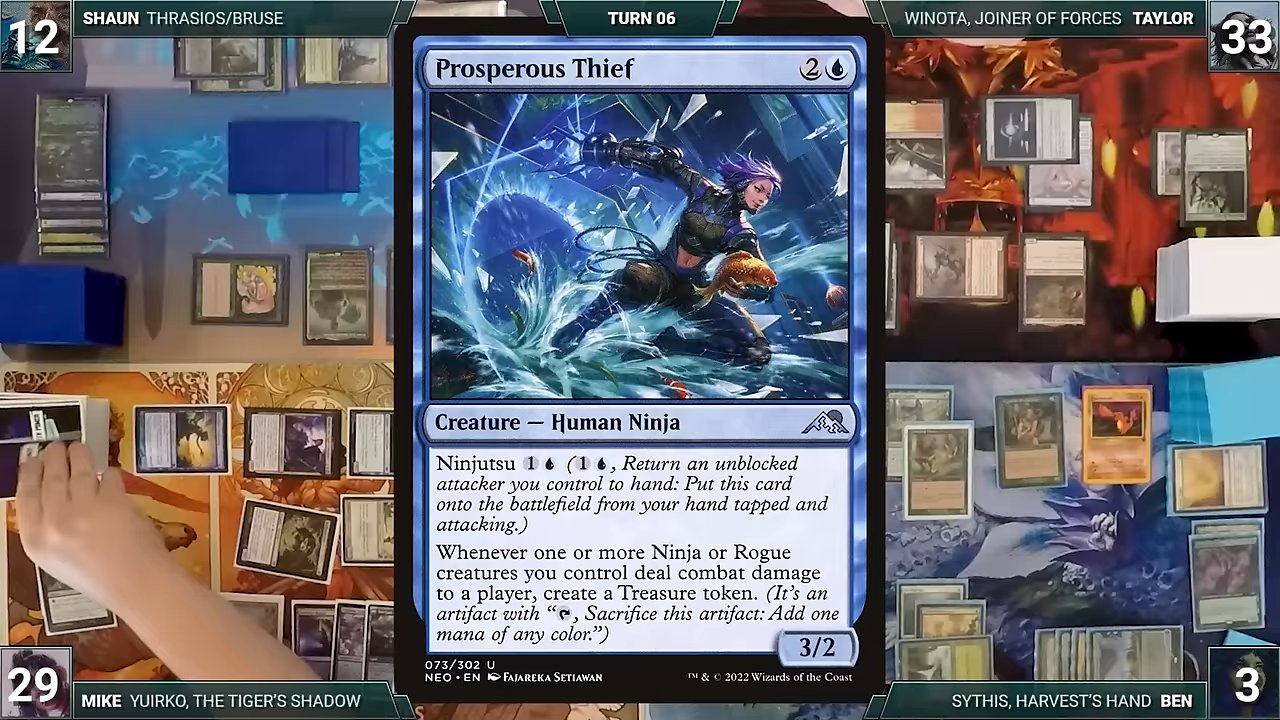 12 SHAUN THRASIOS/BRUSE
TURN 06
WINOTA, JOINER OF FORCES TAYLOR 33
Prosperous Thief 2
Creature — Human Ninja
Ninjutsu 1 (1 , Return an unblocked
attacker you control to hand: Put this card
onto the battlefield from your hand tapped and
attacking.)
Whenever one or more Ninja or Rogue
creatures you control deal combat damage
to a player, create a Treasure token. (It's an
artifact with “ , Sacrifice this artifact: Add one
mana of any color.”)
3/2
073/302 U
NEO • EN FAJAREKA SETIAWAN
™ & © 2022 Wizards of the Coast
29 MIKE YUIRKO, THE TIGER'S SHADOW
SYTHIS, HARVEST'S HAND BEN 3